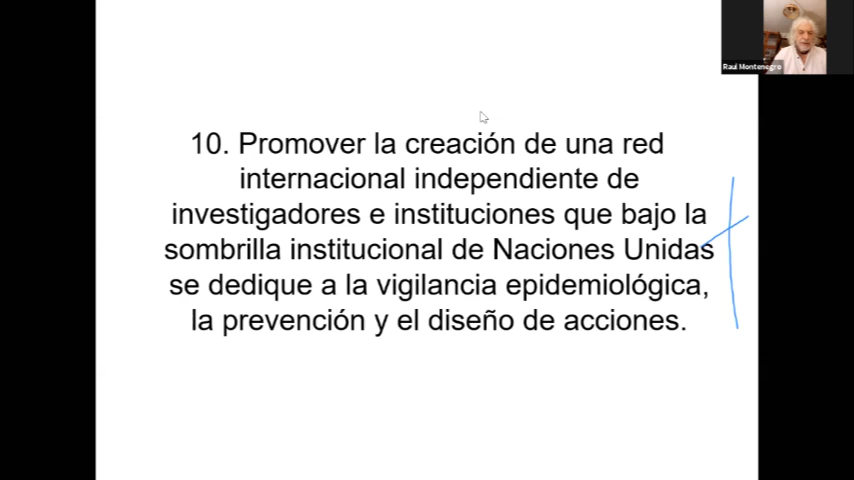 Raul Montenegro
10. Promover la creación de una red
internacional independiente de
investigadores e instituciones que bajo la
sombrilla institucional de Naciones Unidas
se dedique a la vigilancia epidemiológica,
la prevención y el diseño de acciones.